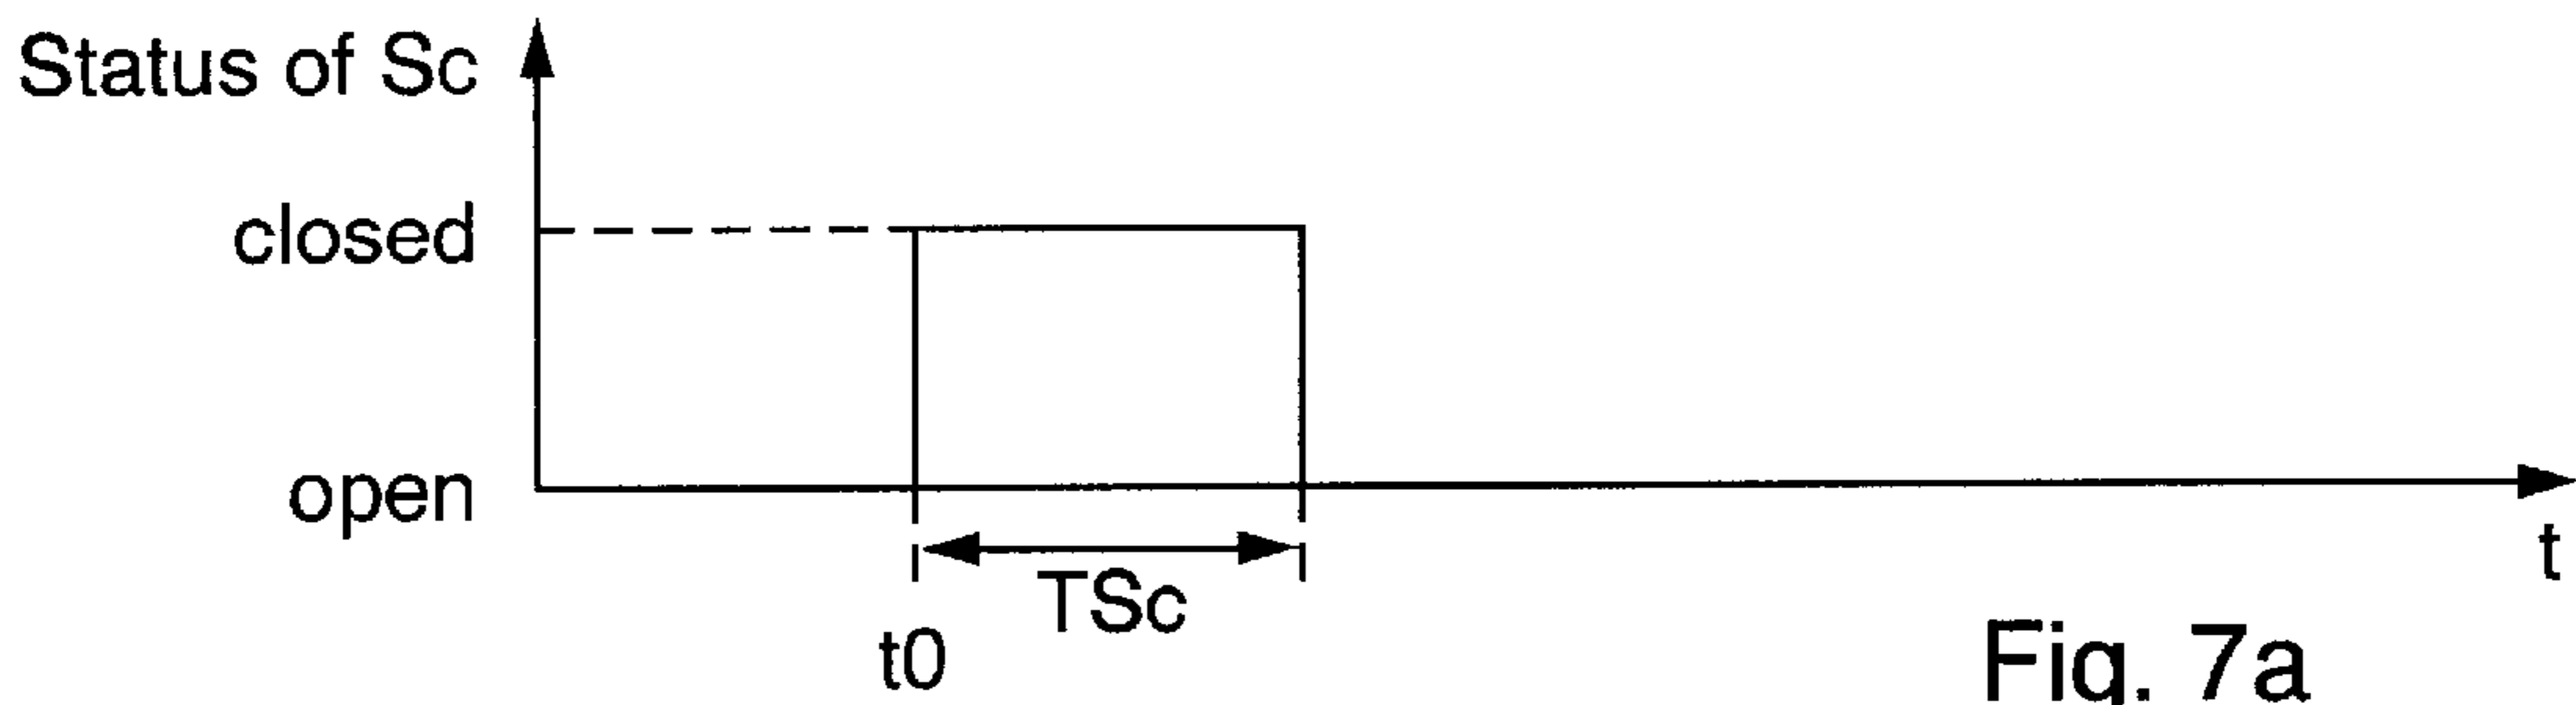 Status of Sc
closed
open
t
TSc
t0
Fig. 7a